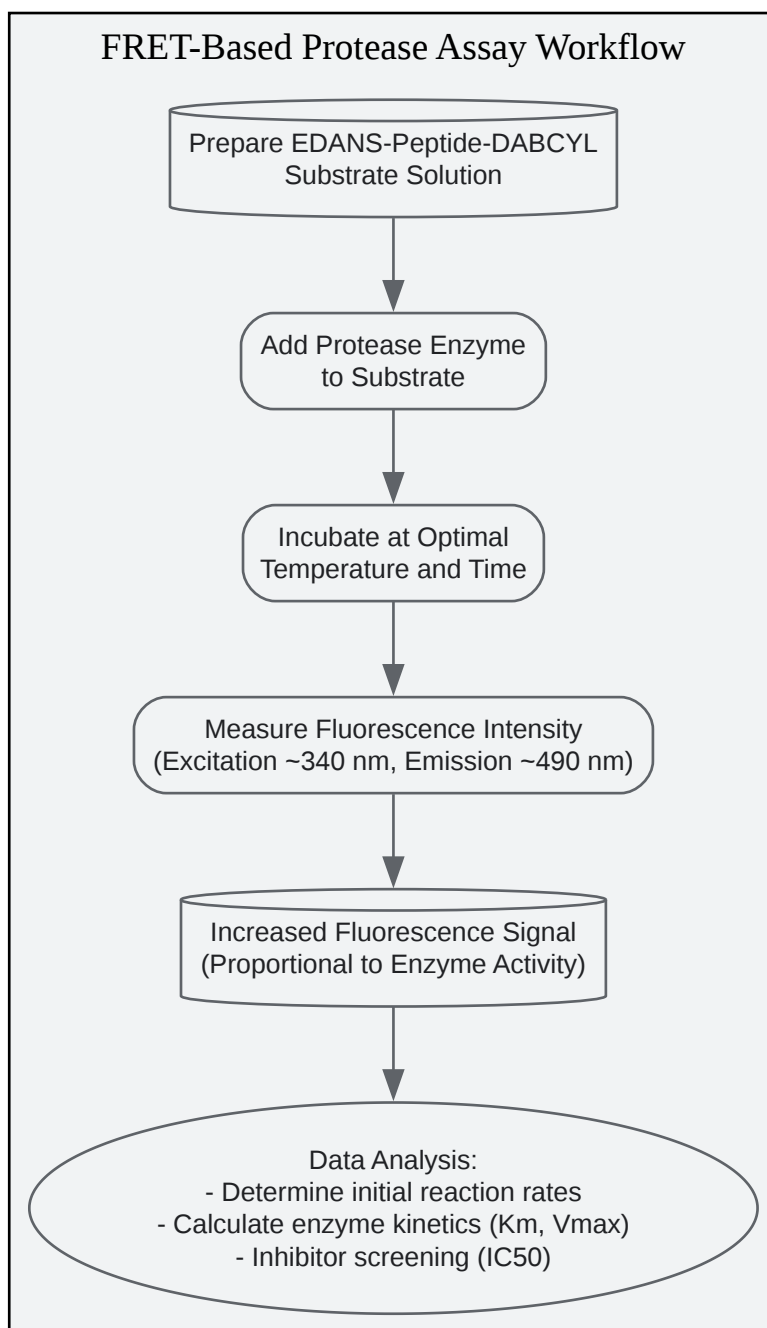 FRET-Based Protease Assay Workflow
Prepare EDANS-Peptide-DABCYL
Substrate Solution
Add Protease Enzyme
to Substrate
Incubate at Optimal
Temperature and Time
Measure Fluorescence Intensity
(Excitation ~340 nm, Emission ~490 nm)
Increased Fluorescence Signal
(Proportional to Enzyme Activity)
Data Analysis:
- Determine initial reaction rates
- Calculate enzyme kinetics (Km, Vmax)
- Inhibitor screening (IC50)